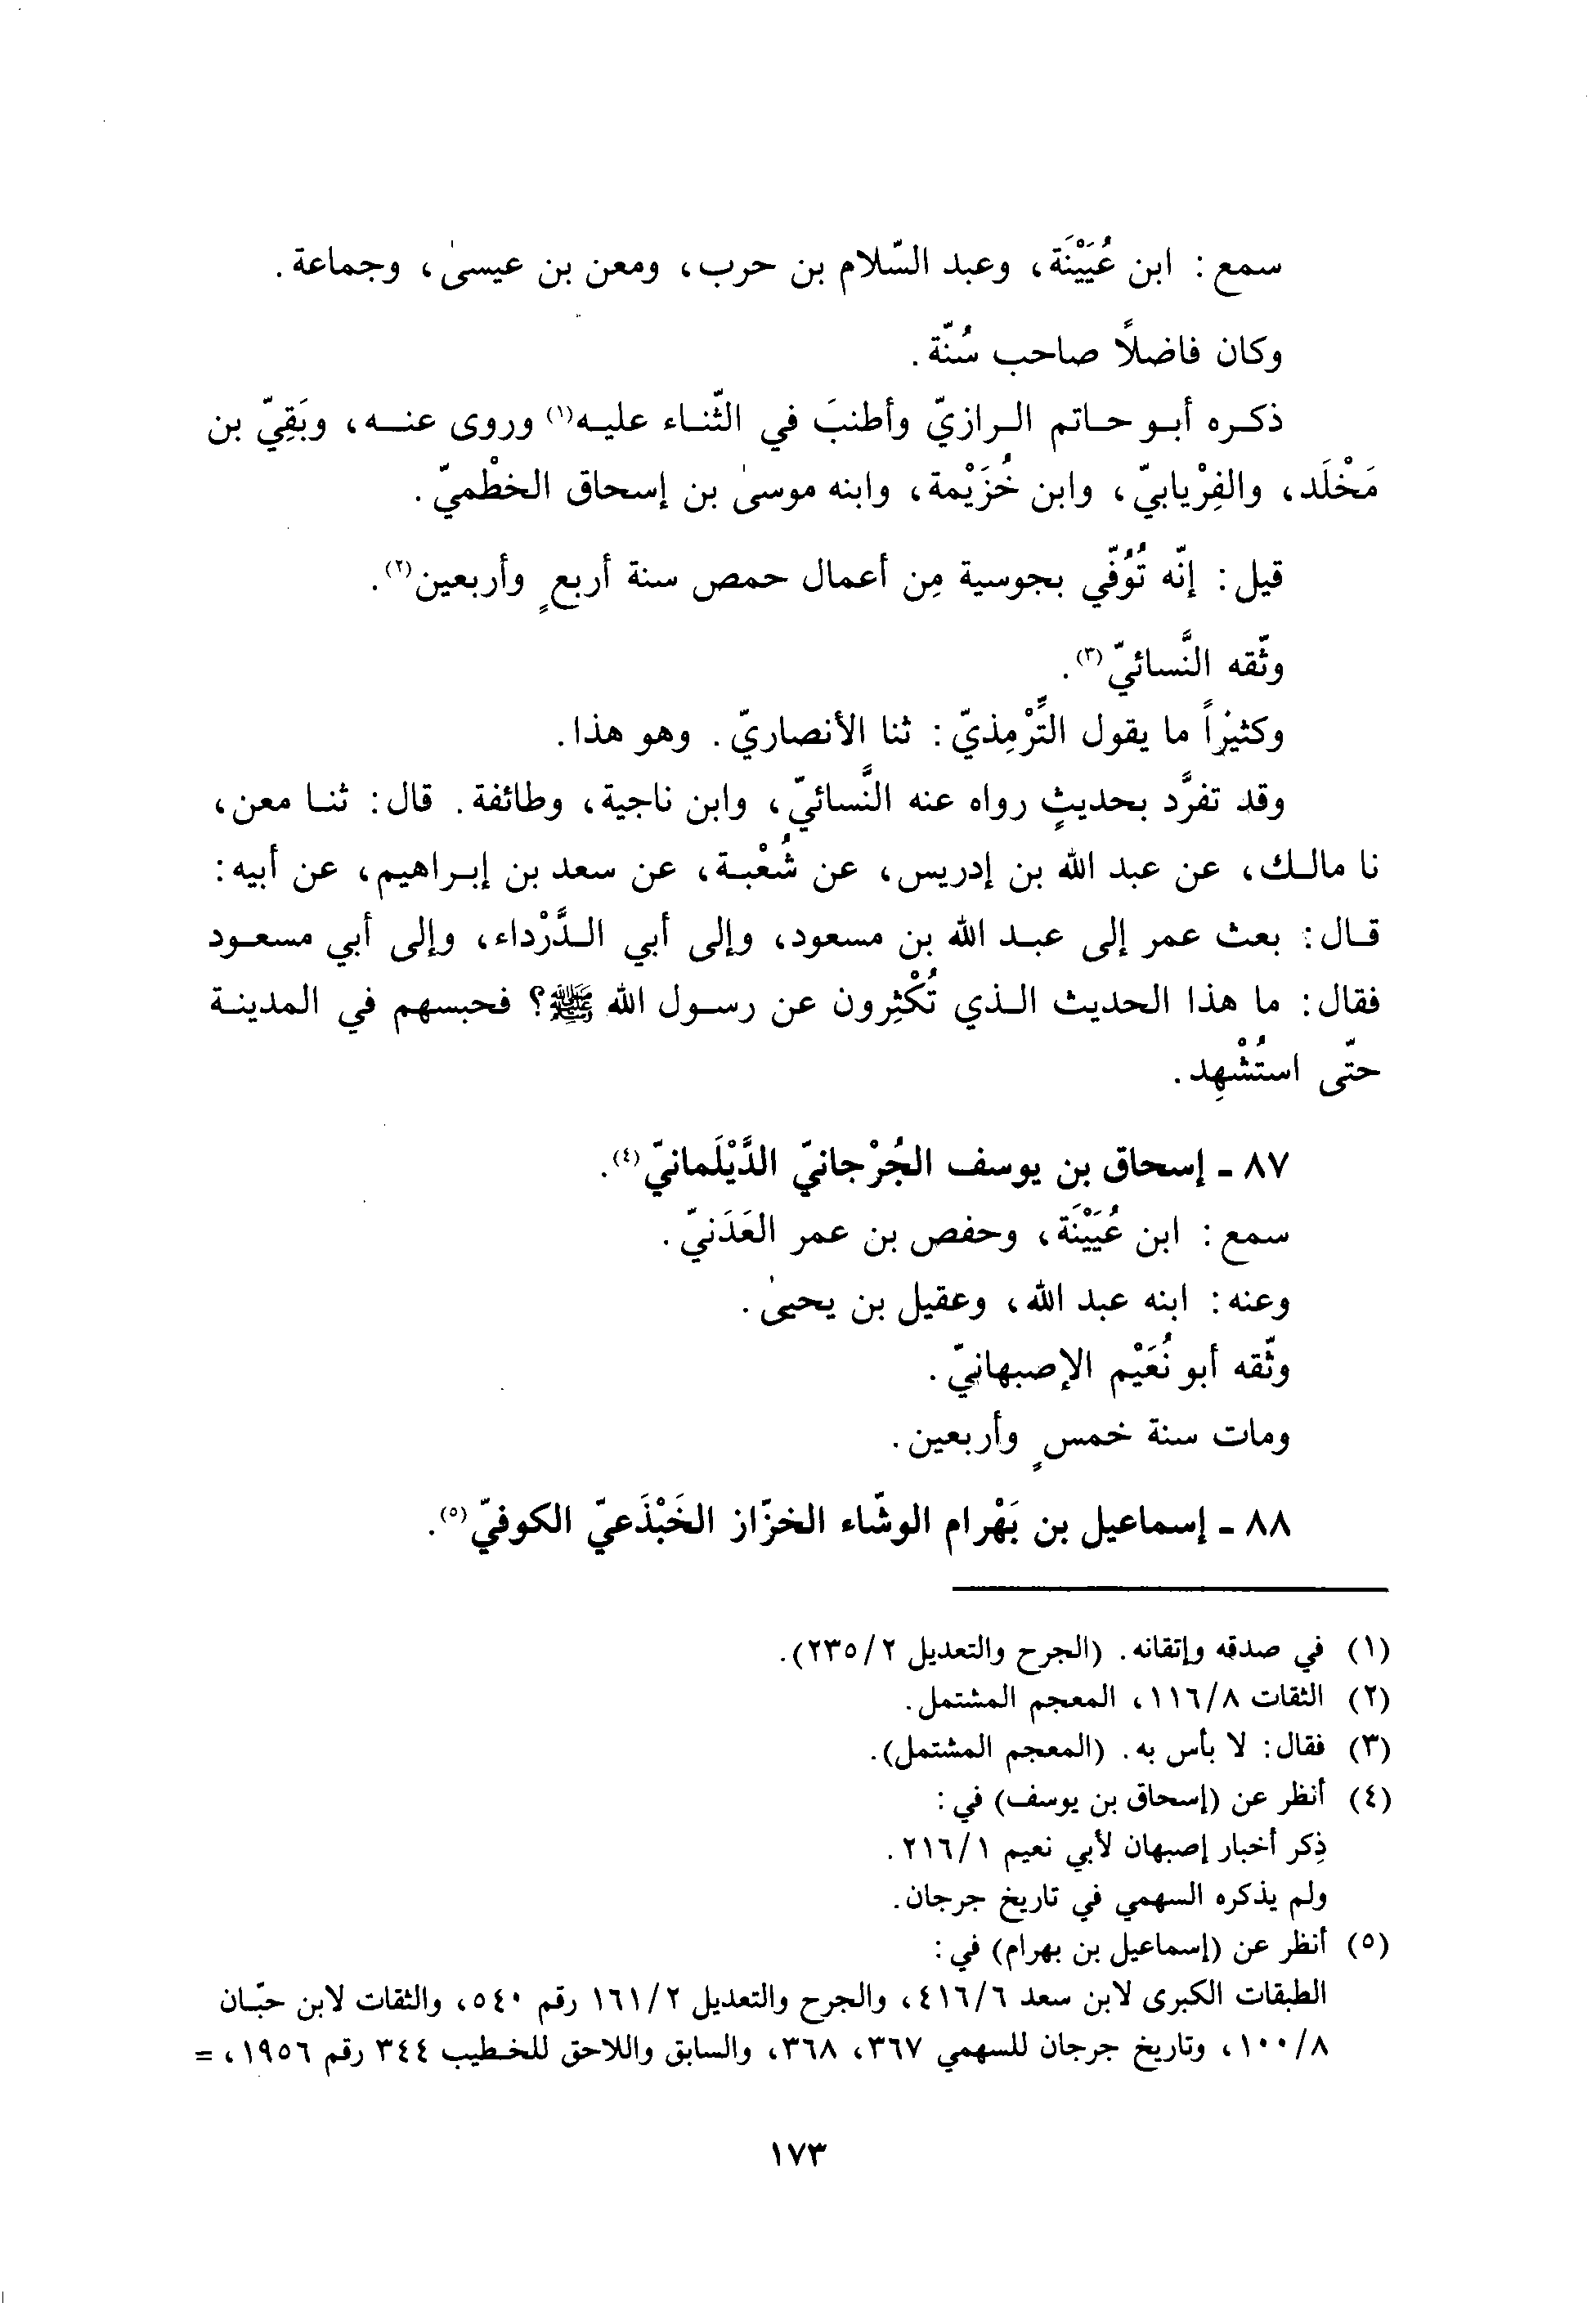 سمع: ابن عُيَيْنَة، وعبد السّلام بن حرب، ومعن بن عيسىٰ، وجماعة.
وكان فاضلًا صاحب سُنّة.
ذكره أبو حاتم الرازيّ وأطنبَ في الثّناء عليه(١) وروى عنه، وبَقِيّ بن
مَخْلَد، والفِرْيابيّ، وابن خُزَيْمة، وابنه موسىٰ بن إسحاق الخطْميّ.
قيل: إنّه تُوُفّي بجوسية مِن أعمال حمص سنة أربعٍ وأربعين(٢).
وثّقه النَّسائيّ(٣).
وكثيراً ما يقول التِّرْمِذيّ: ثنا الأنصاريّ. وهو هذا.
وقد تفرَّد بحديثٍ رواه عنه النَّسائيّ، وابن ناجية، وطائفة. قال: ثنا معن،
نا مالك، عن عبد الله بن إدريس، عن شُعْبة، عن سعد بن إبراهيم، عن أبيه:
قال: بعث عمر إلى عبد الله بن مسعود، وإلى أبي الدَّرْداء، وإلى أبي مسعود
فقال: ما هذا الحديث الذي تُكْثِرون عن رسول الله ﷺ؟ فحبسهم في المدينة
حتّى استُشْهِد.
٨٧ - إسحاق بن يوسف الجُرْجانيّ الدَّيْلَمانيّ(٤).
سمع: ابن عُيَيْنَة، وحفص بن عمر العَدَنيّ.
وعنه: ابنه عبد الله، وعقيل بن يحيىٰ.
وثّقه أبو نُعَيْم الإصبهانيّ.
ومات سنة خمسٍ وأربعين.
٨٨ - إسماعيل بن بَهْرام الوشّاء الخزّاز الخَبْذَعيّ الكوفيّ(٥).
(١) في صدقه وإتقانه. (الجرح والتعديل ٢/٢٣٥).
(٢) الثقات ٨/١١٦، المعجم المشتمل.
(٣) فقال: لا بأس به. (المعجم المشتمل).
(٤) أنظر عن (إسحاق بن يوسف) في:
ذِكر أخبار إصبهان لأبي نعيم ١/٢١٦.
ولم يذكره السهمي في تاريخ جرجان.
(٥) أنظر عن (إسماعيل بن بهرام) في:
الطبقات الكبرى لابن سعد ٦/٤١٦، والجرح والتعديل ٢/١٦١ رقم ٥٤٠، والثقات لابن حبّان
٨/١٠٠، وتاريخ جرجان للسهمي ٣٦٧، ٣٦٨، والسابق واللاحق للخطيب ٣٤٤ رقم ١٩٥٦، =
١٧٣